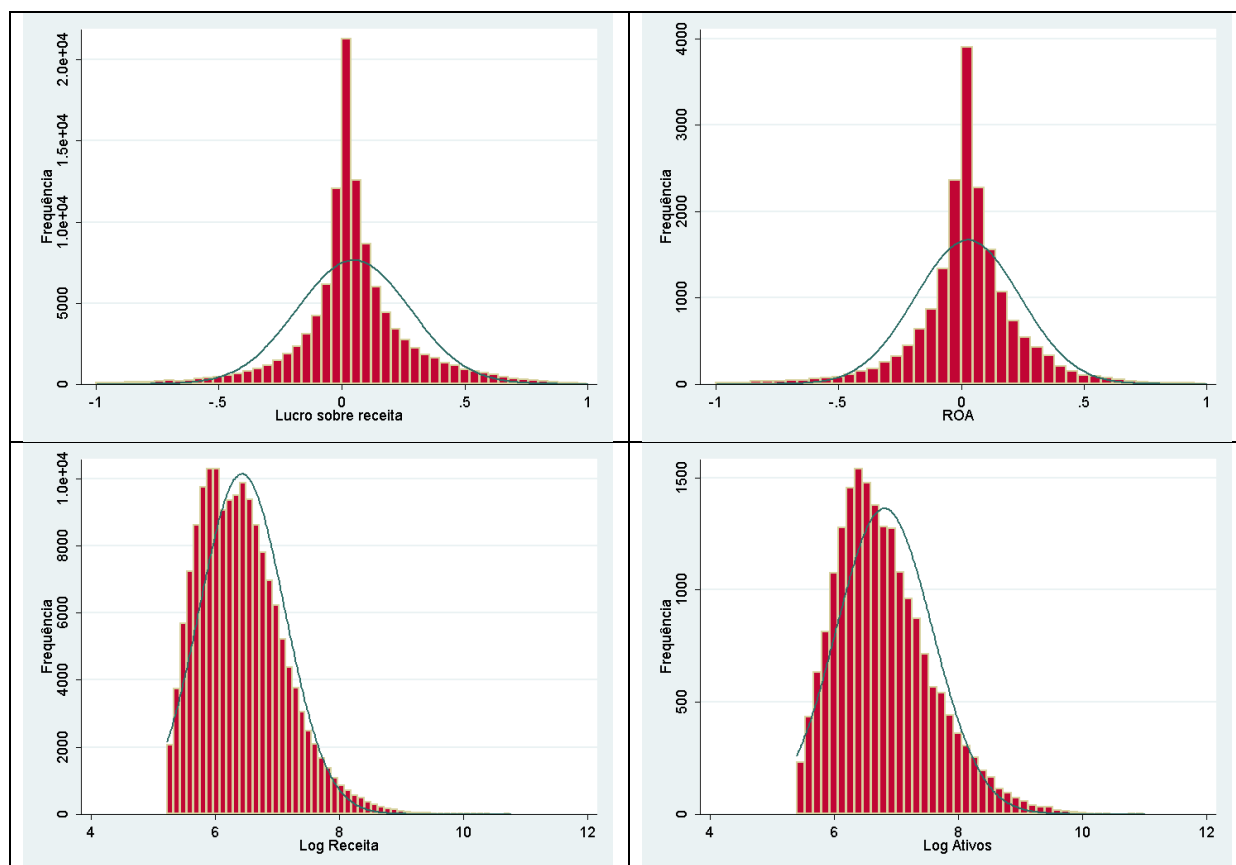 Frequência
2.0e+04
1.5e+04
1.0e+04
5000
0
-1 -.5 0 .5 1
Lucro sobre receita
Frequência
4000
3000
2000
1000
0
-1 -.5 0 .5 1
ROA
Frequência
1.0e+04
8000
6000
4000
2000
0
4 6 8 10 12
Log Receita
Frequência
1500
1000
500
0
4 6 8 10 12
Log Ativos